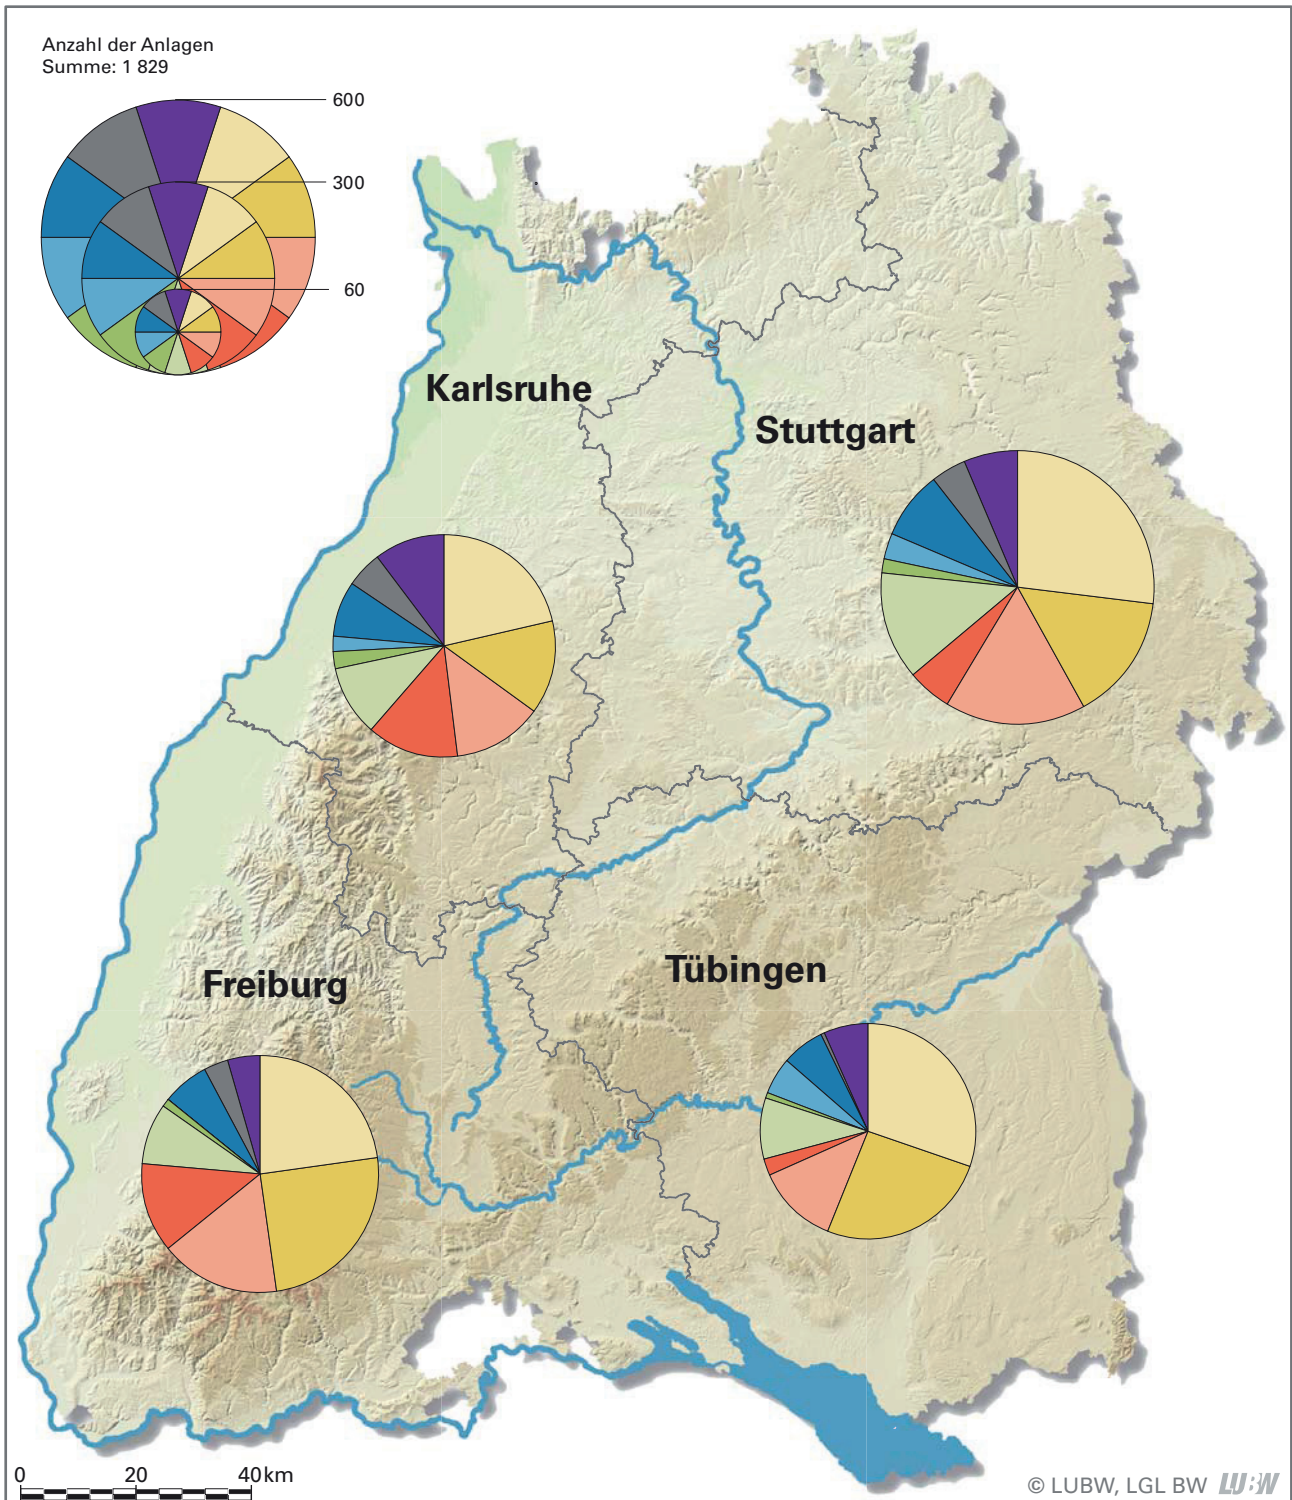 Anzahl der Anlagen
Summe: 1 829
600
300
60
Karlsruhe
Stuttgart
Freiburg
Tübingen
0 20 40 km
© LUBW, LGL BW LUBW